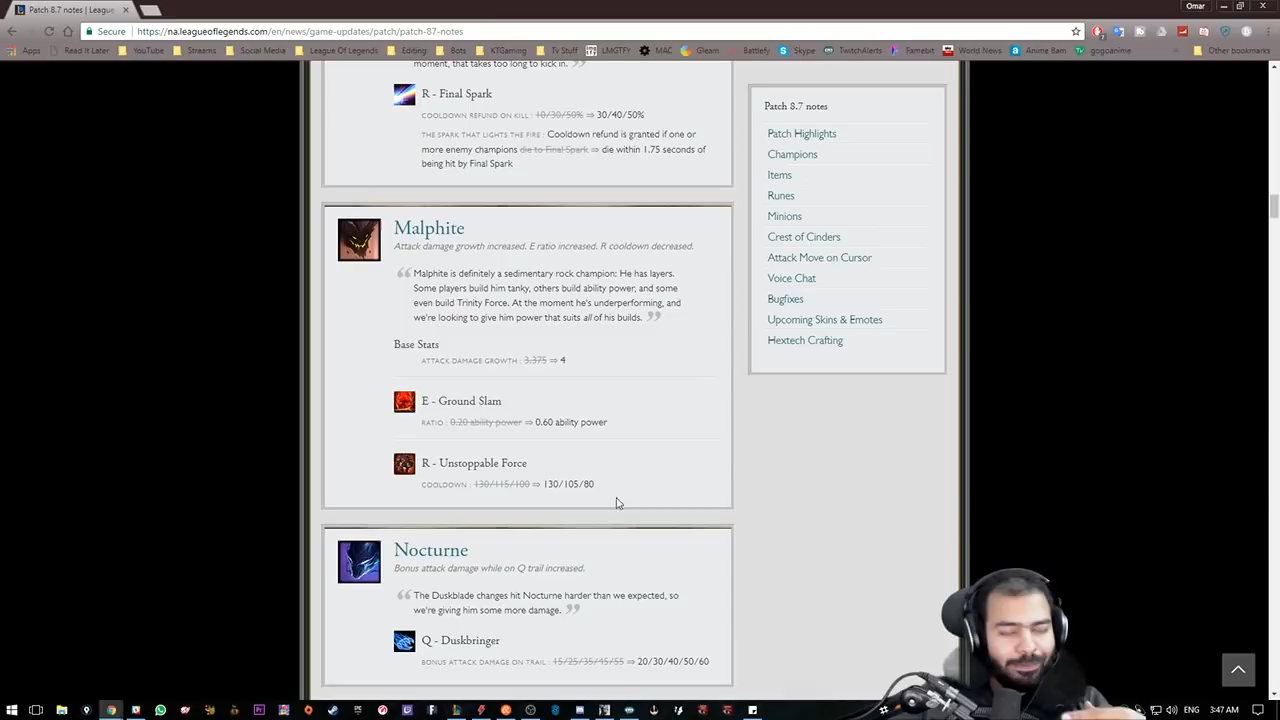 Patch 8.7 notes | League
Omar
Secure https://na.leagueoflegends.com/en/news/game-updates/patch/patch-87-notes
Apps Read It Later YouTube Streams Social Media League Of Legends Editing Bots KTGaming Tv Stuff LMGTFY MAC Gleam Battlefy Skype TwitchAlerts Famebit World News Anime Bam gogoanime Other bookmarks
moment, that takes too long to kick in. ”
R - Final Spark
COOLDOWN REFUND ON KILL : 10/30/50% ⇒ 30/40/50%
THE SPARK THAT LIGHTS THE FIRE : Cooldown refund is granted if one or
more enemy champions die to Final Spark ⇒ die within 1.75 seconds of
being hit by Final Spark
Malphite
Attack damage growth increased. E ratio increased. R cooldown decreased.
“ Malphite is definitely a sedimentary rock champion: He has layers.
Some players build him tanky, others build ability power, and some
even build Trinity Force. At the moment he's underperforming, and
we're looking to give him power that suits all of his builds. ”
Base Stats
ATTACK DAMAGE GROWTH : 3.375 ⇒ 4
E - Ground Slam
RATIO : 0.20 ability power ⇒ 0.60 ability power
R - Unstoppable Force
COOLDOWN : 130/115/100 ⇒ 130/105/80
Nocturne
Bonus attack damage while on Q trail increased.
“ The Duskblade changes hit Nocturne harder than we expected, so
we're giving him some more damage. ”
Q - Duskbringer
BONUS ATTACK DAMAGE ON TRAIL : 15/25/35/45/55 ⇒ 20/30/40/50/60
Patch 8.7 notes
Patch Highlights
Champions
Items
Runes
Minions
Crest of Cinders
Attack Move on Cursor
Voice Chat
Bugfixes
Upcoming Skins & Emotes
Hextech Crafting
ENG 3:47 AM